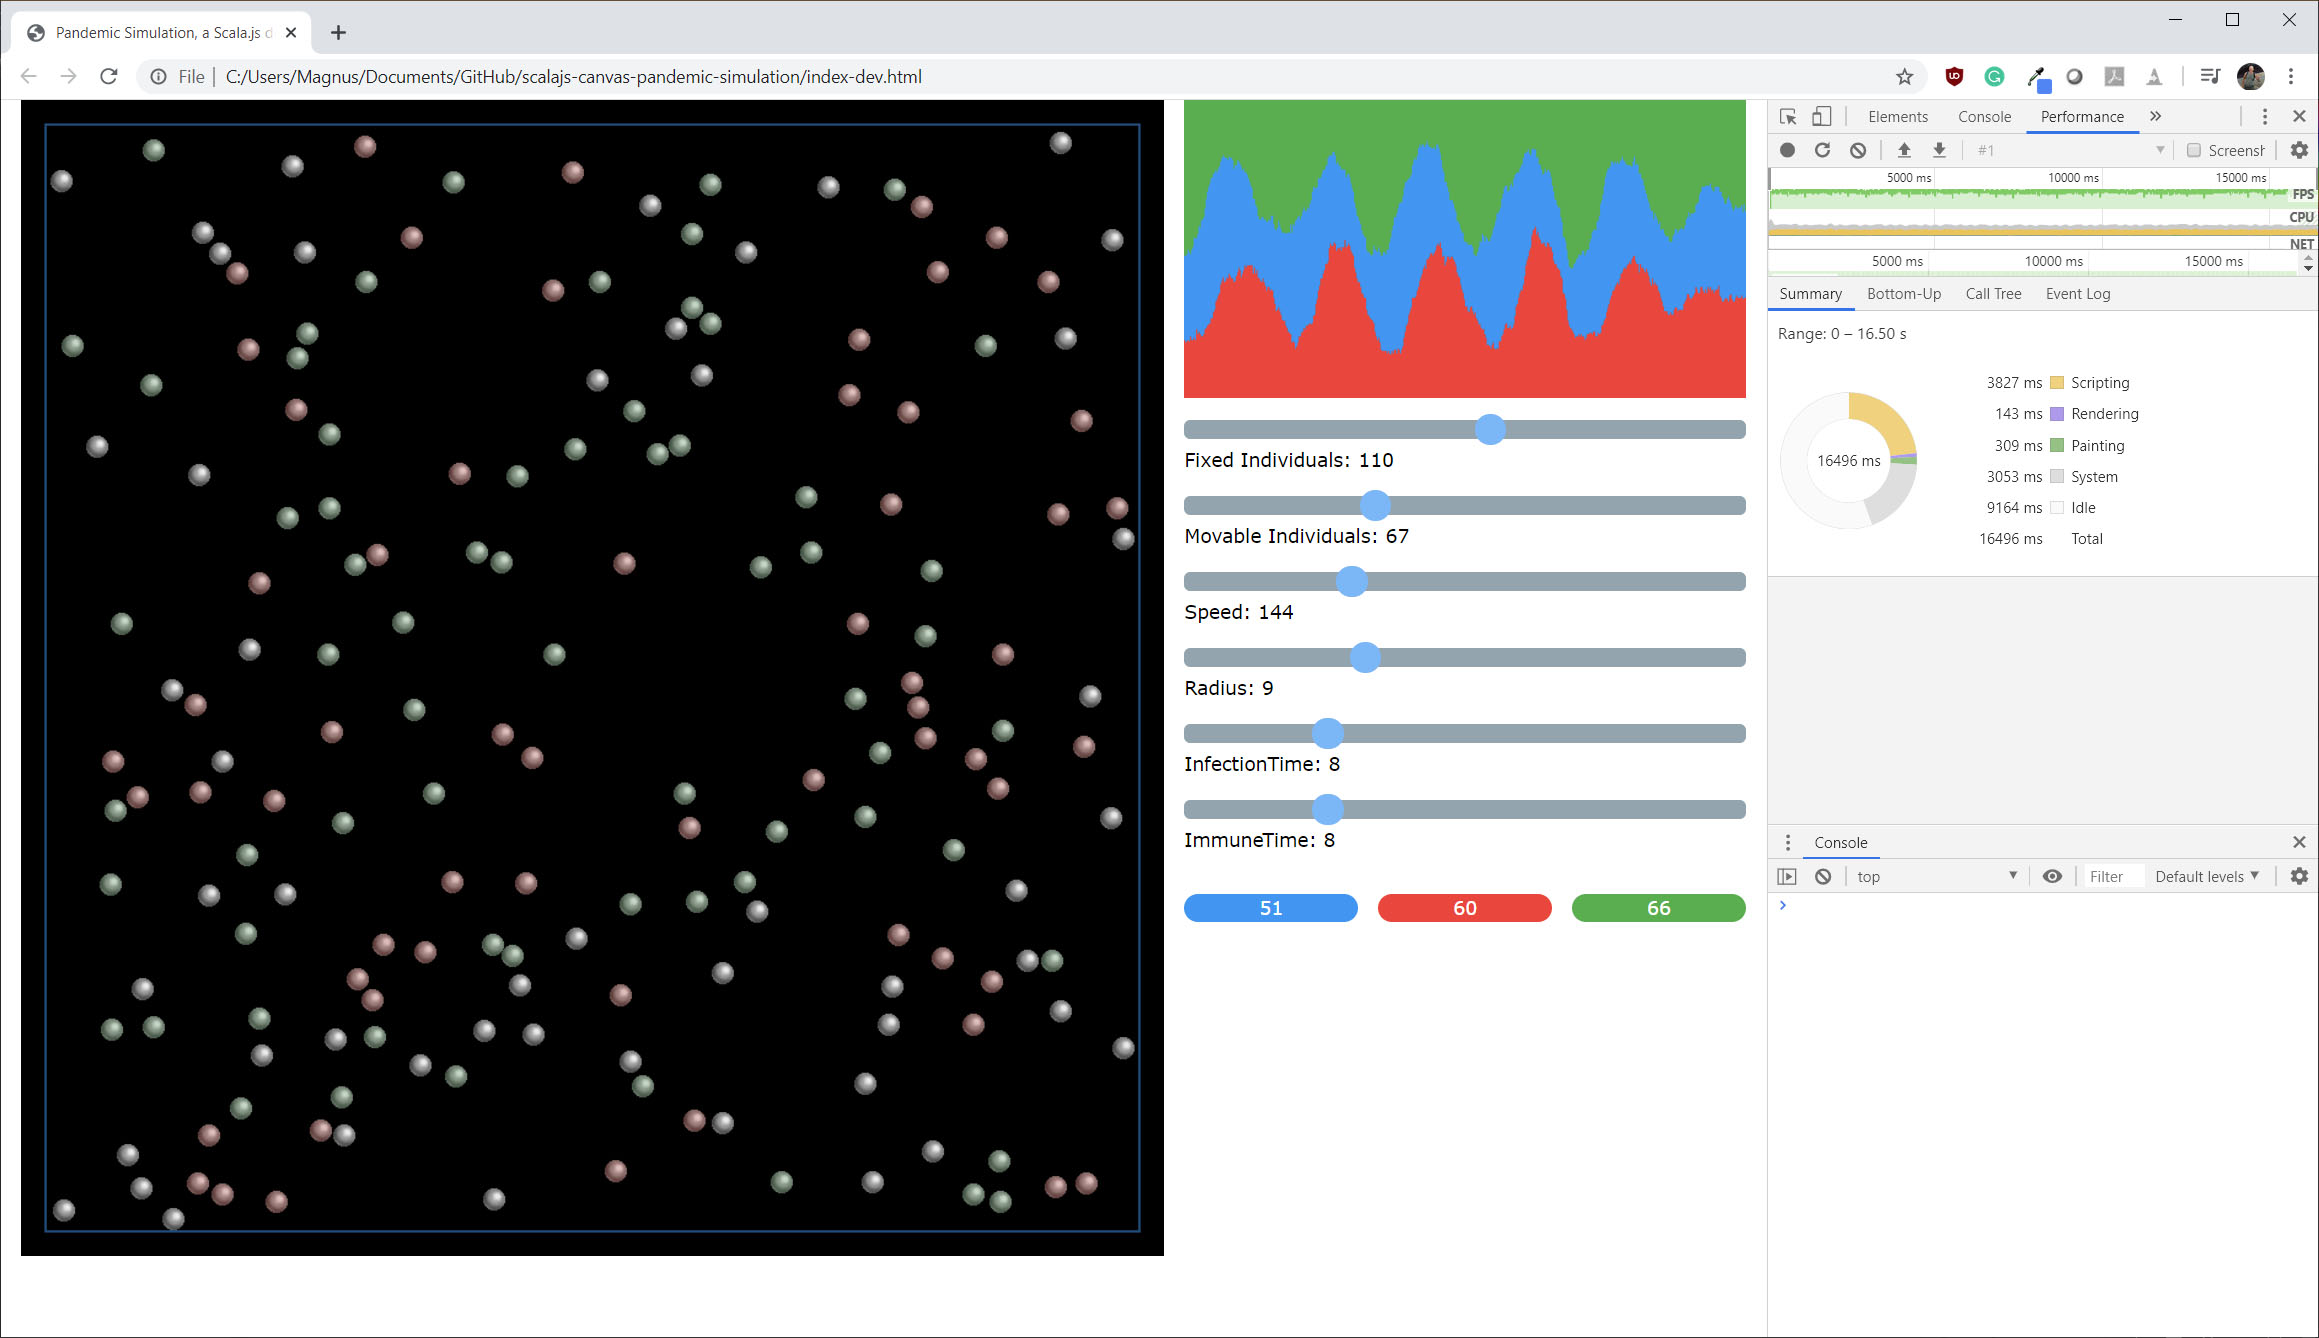 Pandemic Simulation, a Scala.js d
File
C:/Users/Magnus/Documents/GitHub/scalajs-canvas-pandemic-simulation/index-dev.html
Fixed Individuals: 110
Movable Individuals: 67
Speed: 144
Radius: 9
InfectionTime: 8
ImmuneTime: 8
51 60 66
Elements Console Performance
#1 Screensh
5000 ms 10000 ms 15000 ms
FPS
CPU
NET
5000 ms 10000 ms 15000 ms
Summary Bottom-Up Call Tree Event Log
Range: 0 – 16.50 s
16496 ms
3827 ms Scripting
143 ms Rendering
309 ms Painting
3053 ms System
9164 ms Idle
16496 ms Total
Console
top Filter Default levels